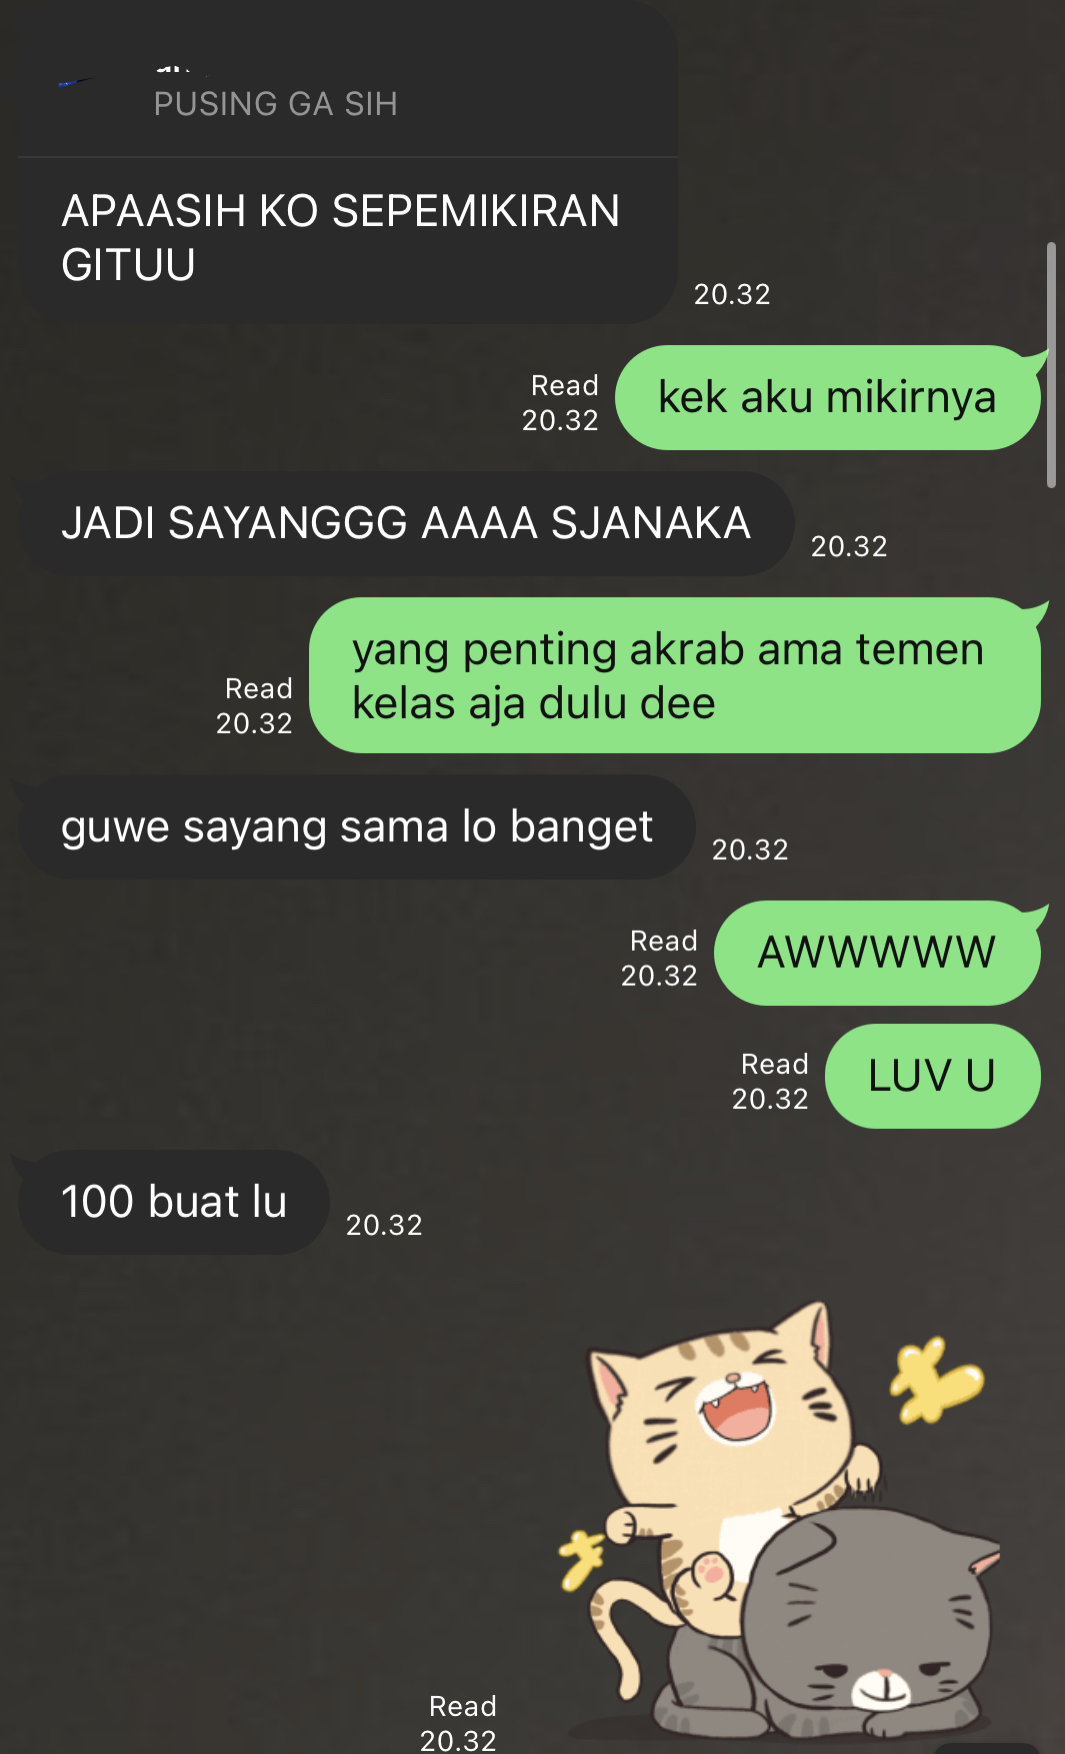 PUSING GA SIH
APAASIH KO SEPEMIKIRAN
GITUU
20.32
Read
20.32
kek aku mikirnya
JADI SAYANGGG AAAA SJANAKA
20.32
yang penting akrab ama temen
kelas aja dulu dee
Read
20.32
guwe sayang sama lo banget
20.32
Read
20.32
AWWWWW
Read
20.32
LUV U
100 buat lu
20.32
Read
20.32